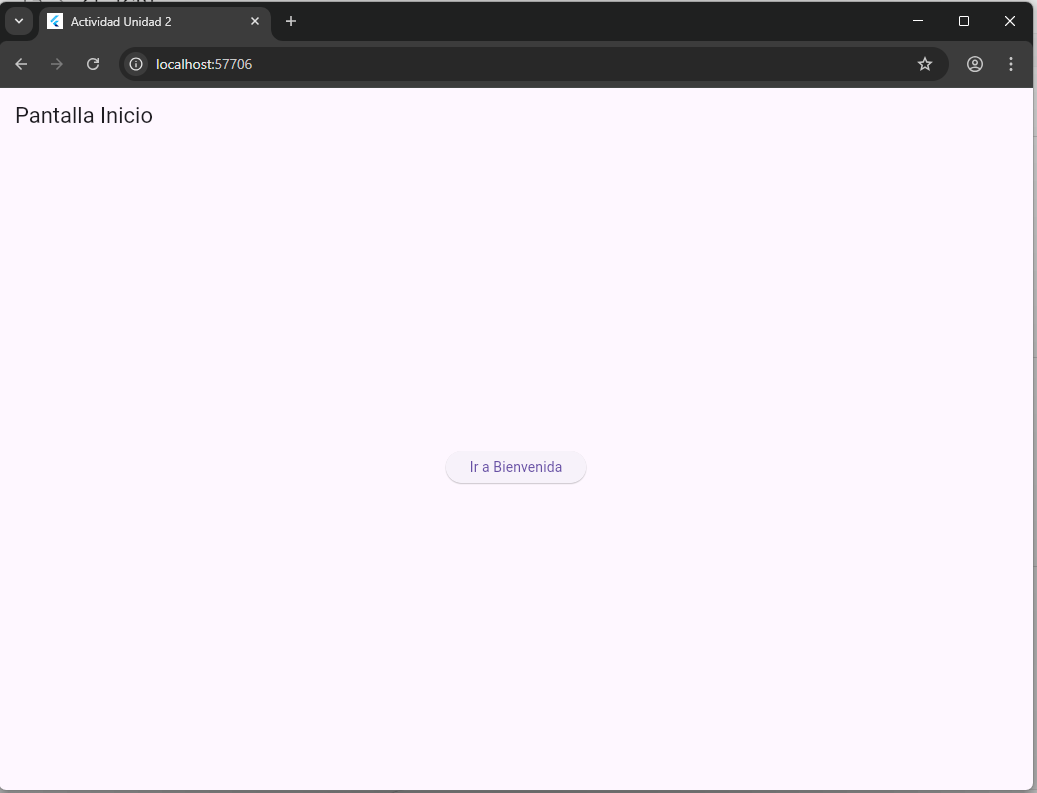 Actividad Unidad 2
localhost:57706
Pantalla Inicio
Ir a Bienvenida